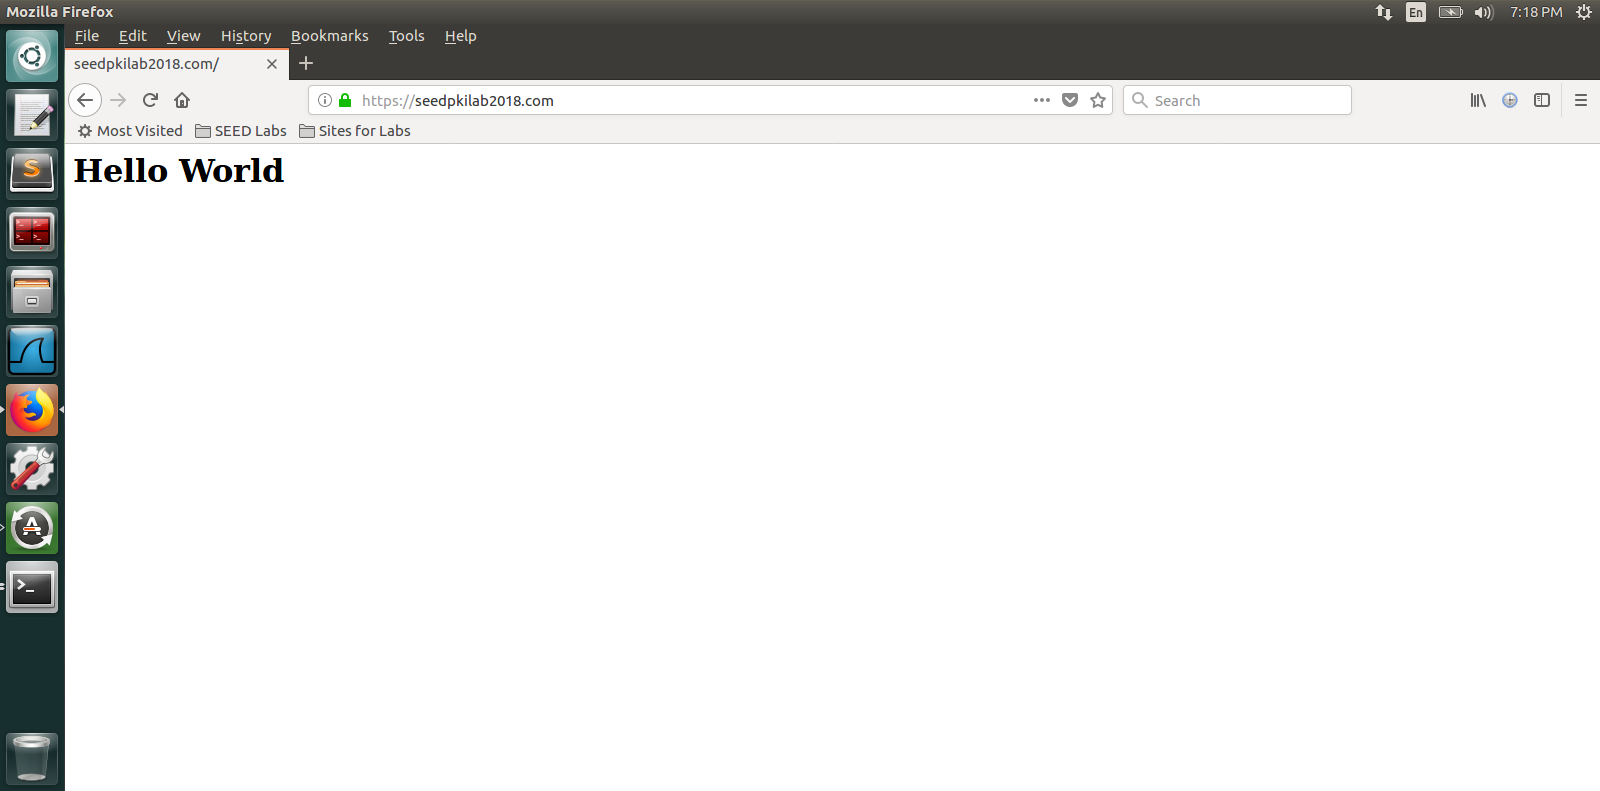 Mozilla Firefox
En
7:18 PM
File Edit View History Bookmarks Tools Help
seedpkilab2018.com/
https://seedpkilab2018.com
Search
Most Visited SEED Labs Sites for Labs
Hello World